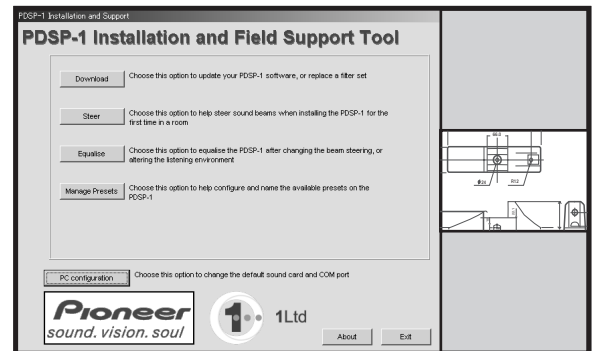 PDSP-1 Installation and Support
PDSP-1 Installation and Field Support Tool
Download
Choose this option to update your PDSP-1 software, or replace a filter set
Steer
Choose this option to help steer sound beams when installing the PDSP-1 for the
first time in a room
Equalise
Choose this option to equalise the PDSP-1 after changing the beam steering, or
altering the listening environment
Manage Presets
Choose this option to help configure and name the available presets on the
PDSP-1
PC configuration
Choose this option to change the default sound card and COM port
Pioneer
sound. vision. soul
1
1Ltd
About
Exit
60.0
R12